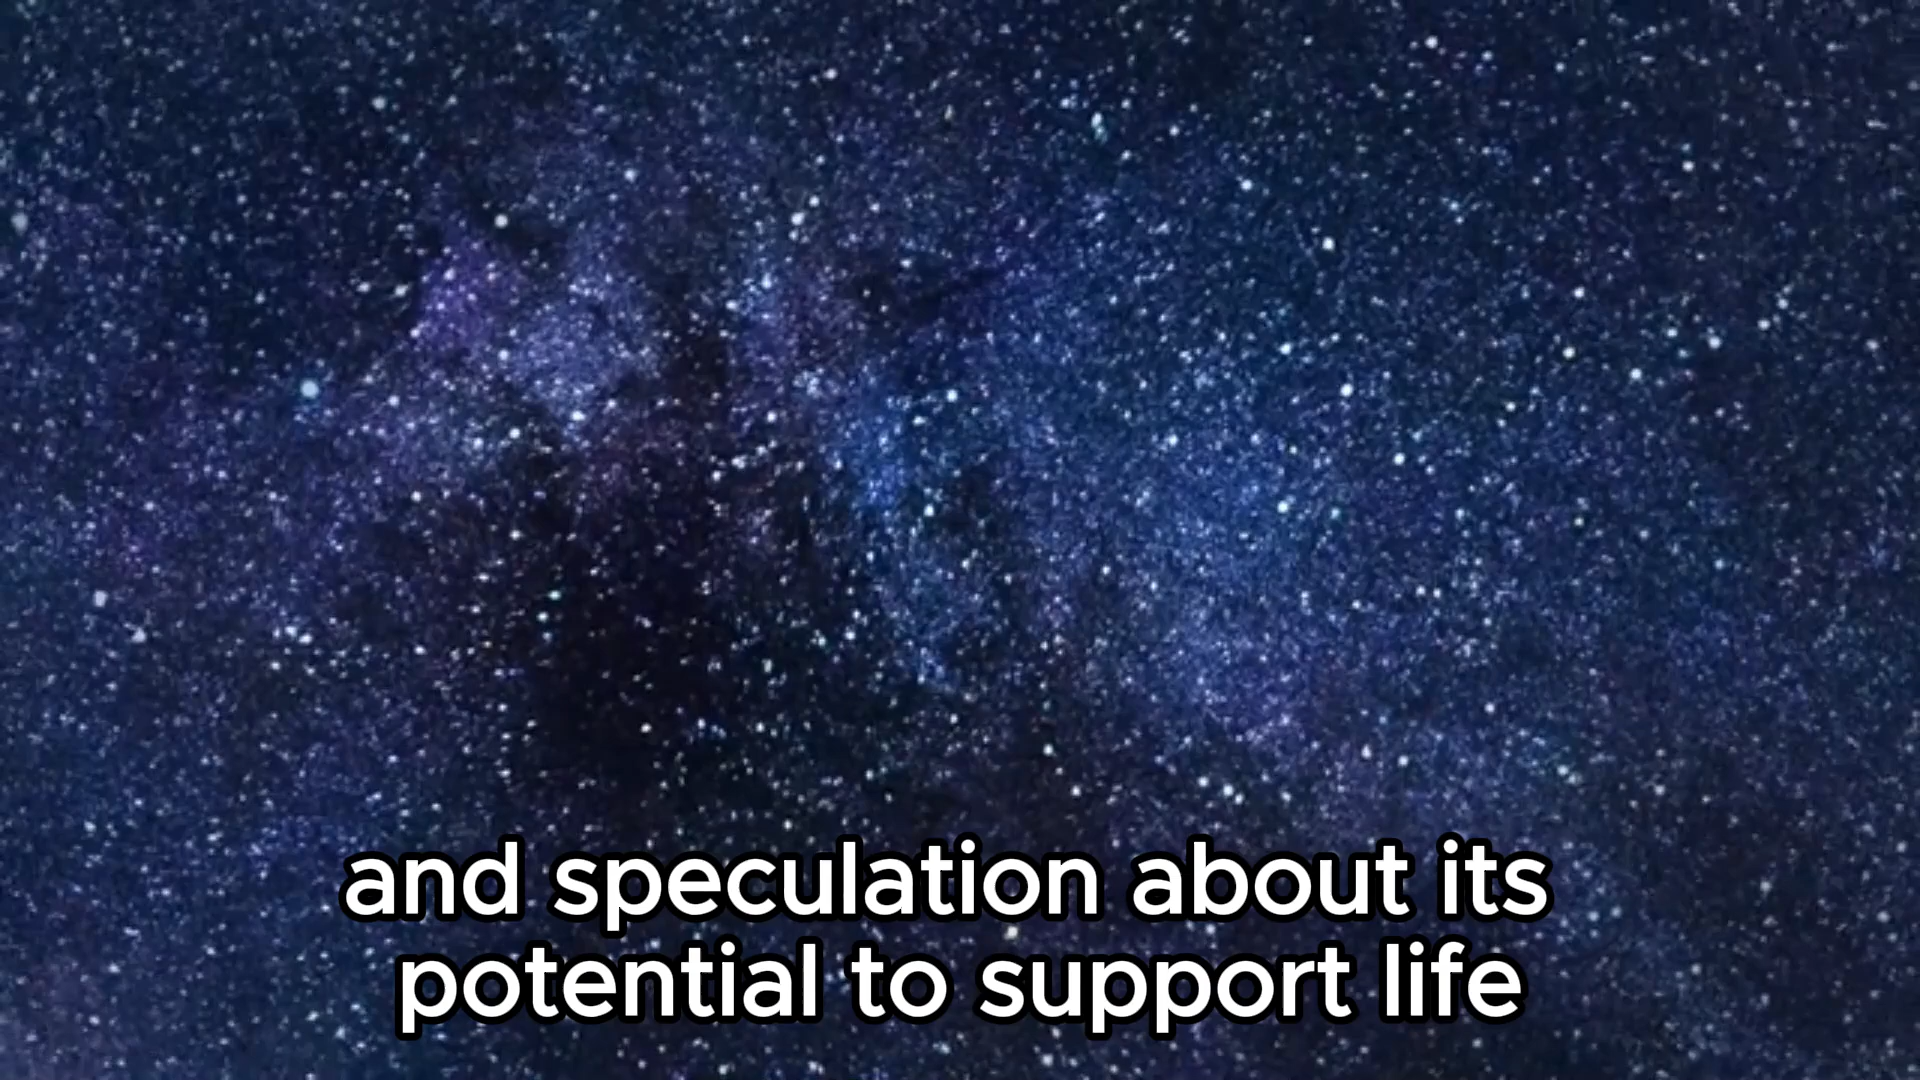 and speculation about its
potential to support life